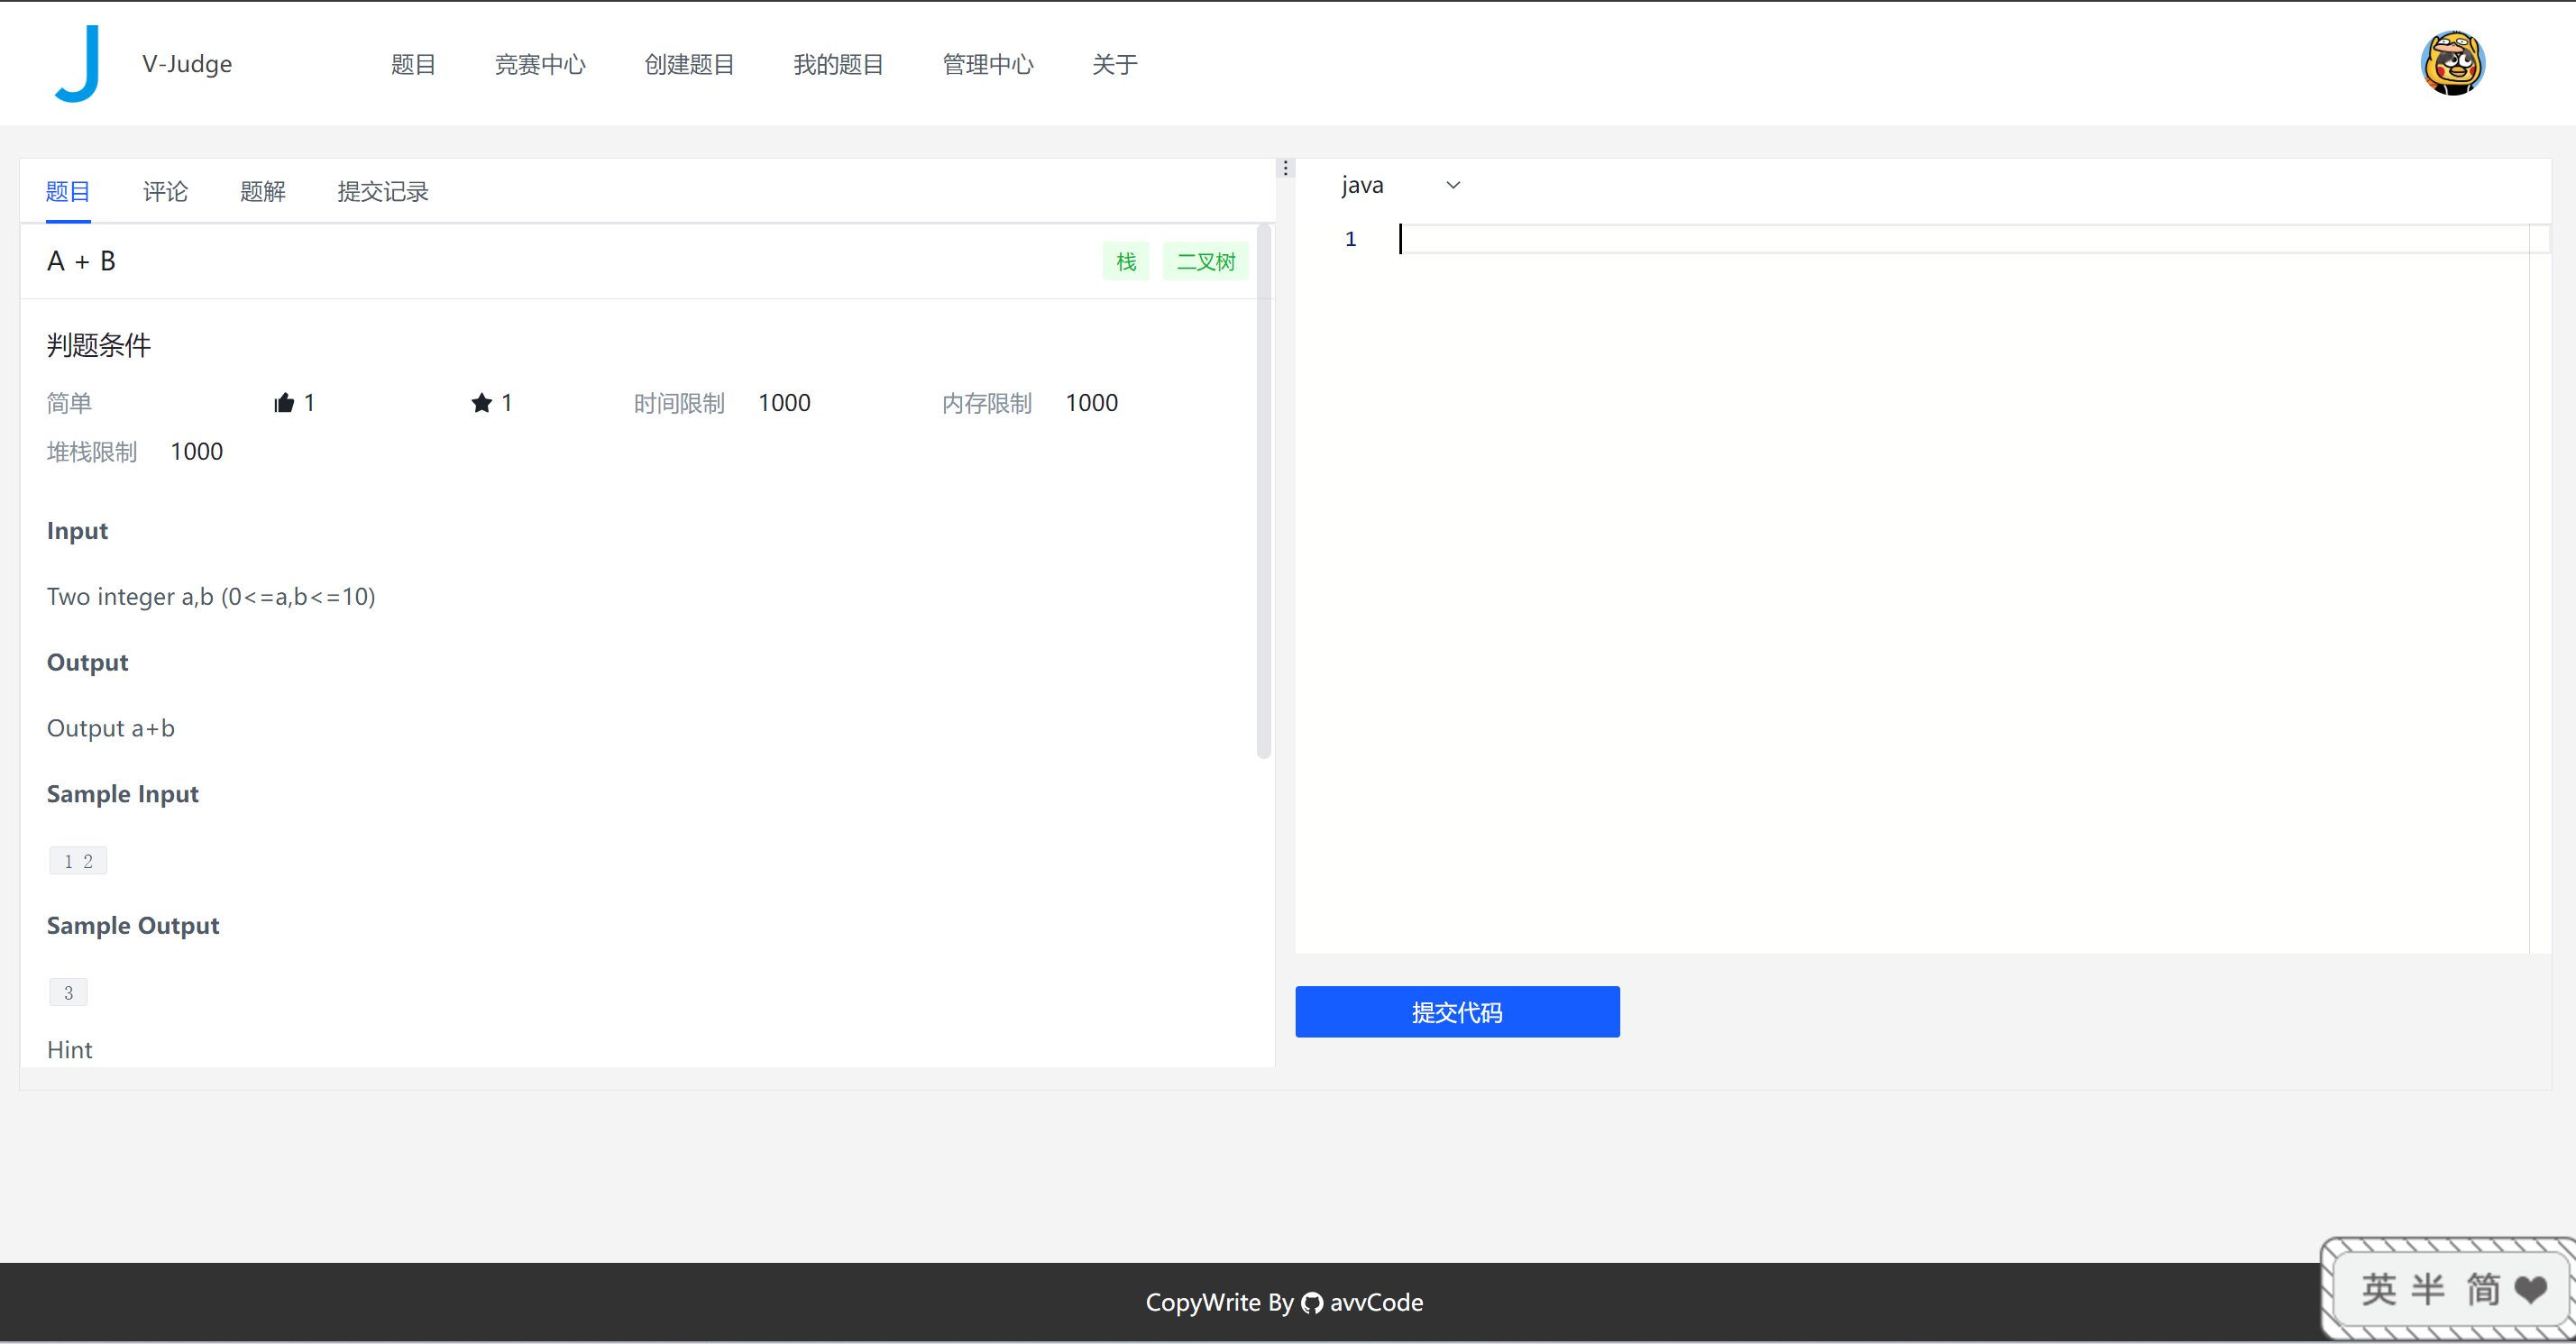 V-Judge 题目 竞赛中心 创建题目 我的题目 管理中心 关于
题目 评论 题解 提交记录
A + B 栈 二叉树
判题条件
简单 1 1 时间限制 1000 内存限制 1000
堆栈限制 1000
Input
Two integer a,b (0<=a,b<=10)
Output
Output a+b
Sample Input
1 2
Sample Output
3
Hint
java
1
提交代码
CopyWrite By avvCode
英 半 简